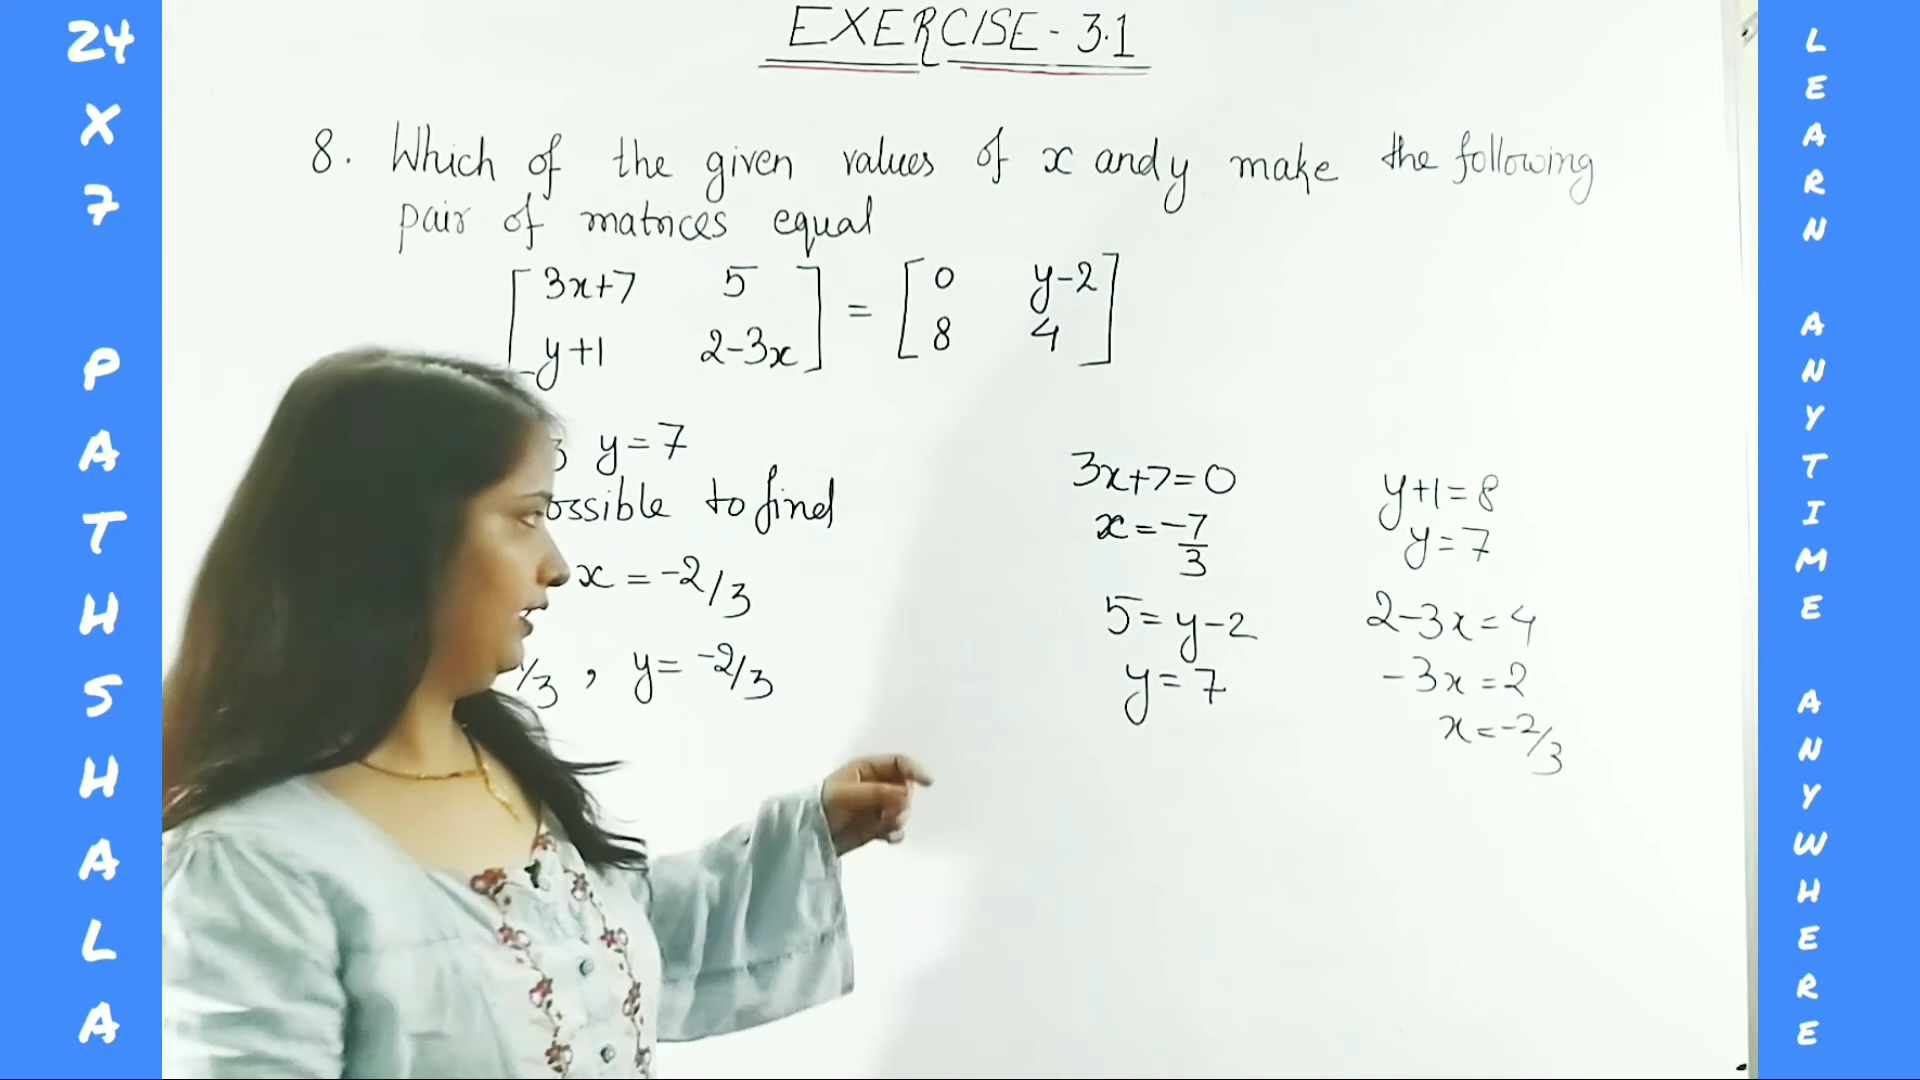 24 X 7 PATHSHALA
EXERCISE - 3.1
8. Which of the given values of x and y make the following
pair of matrices equal
[3x+7 5] = [0 y-2]
[y+1 2-3x] [8 4]
3 y=7
ossible to find
x = -2/3
/3 , y= -2/3
3x+7=0
x = -7/3
5=y-2
y=7
y+1=8
y=7
2-3x=4
-3x=2
x=-2/3
LEARN ANYTIME ANYWHERE